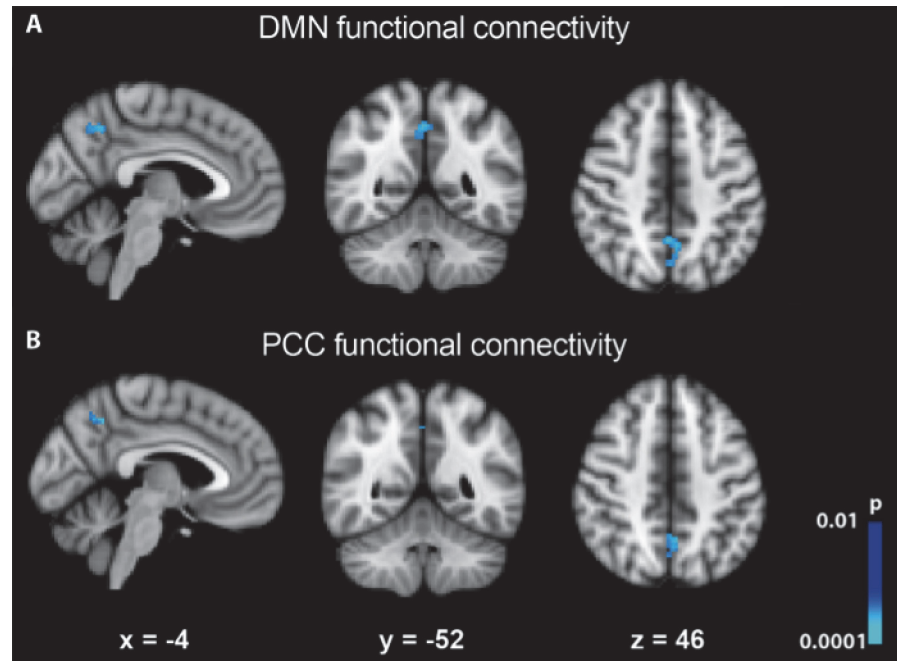 A
DMN functional connectivity
B
PCC functional connectivity
p
0.01
0.0001
x = -4
y = -52
z = 46